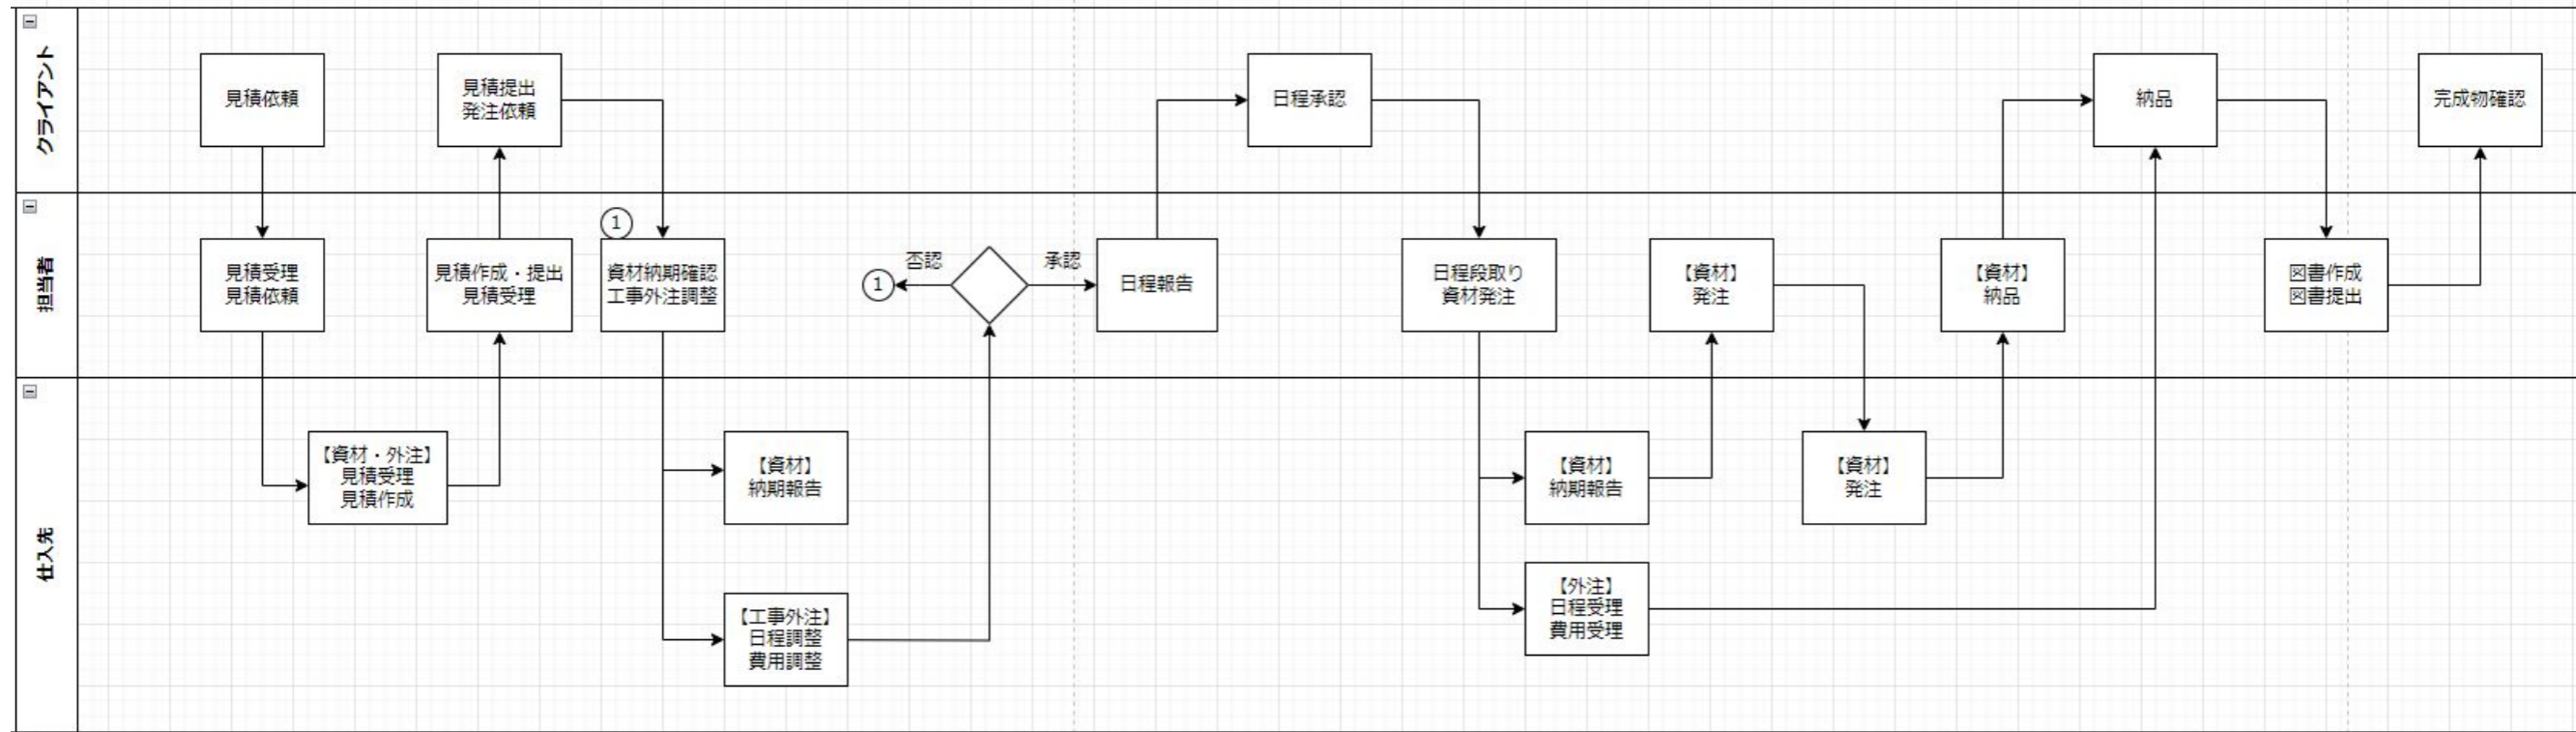 クライアント
見積依頼
見積提出
発注依頼
日程承認
納品
完成物確認
担当者
見積受理
見積依頼
見積作成・提出
見積受理
1
資材納期確認
工事外注調整
1
否認
承認
日程報告
日程段取り
資材発注
【資材】
発注
【資材】
納品
図書作成
図書提出
仕入先
【資材・外注】
見積受理
見積作成
【資材】
納期報告
【工事外注】
日程調整
費用調整
【資材】
納期報告
【外注】
日程受理
費用受理
【資材】
発注